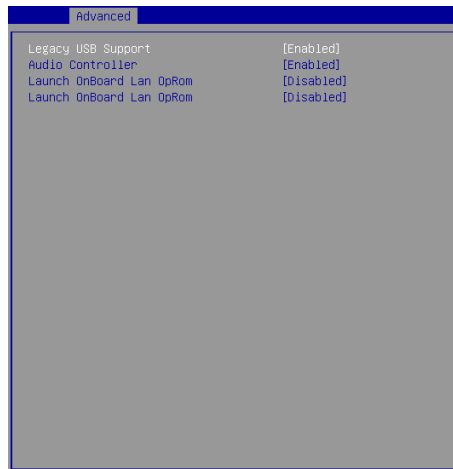 Advanced
Legacy USB Support [Enabled]
Audio Controller [Enabled]
Launch OnBoard Lan OpRom [Disabled]
Launch OnBoard Lan OpRom [Disabled]